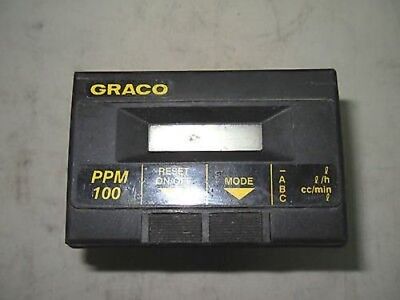 GRACO
PPM
100
RESET
ON/OFF
MODE
– ℓ
A ℓ/h
B cc/min
C ℓ